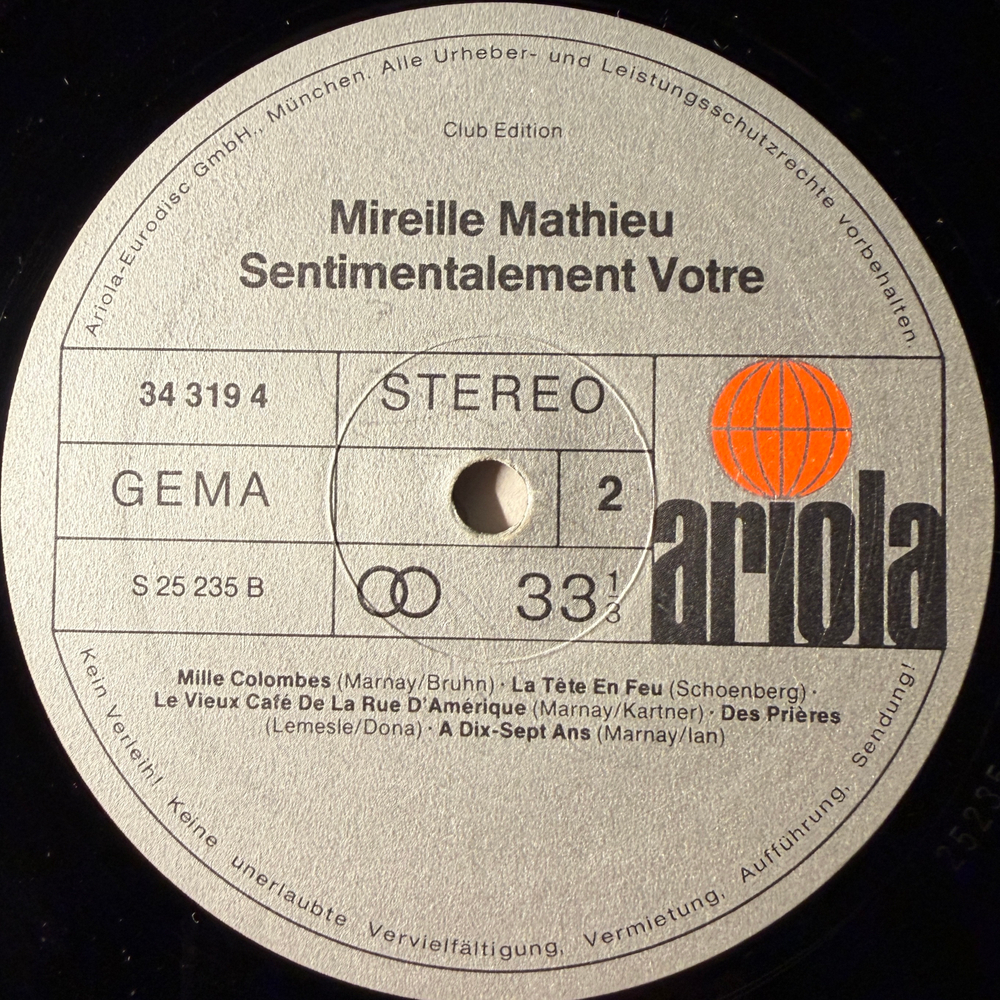 Ariola-Eurodisc GmbH., München. Alle Urheber- und Leistungsschutzrechte vorbehalten.
Club Edition
Mireille Mathieu
Sentimentalement Votre
34 319 4
STEREO
GEMA
2
S 25 235 B
33 1/3
ariola
Mille Colombes (Marnay/Bruhn) · La Tête En Feu (Schoenberg) ·
Le Vieux Café De La Rue D'Amérique (Marnay/Kartner) · Des Prières
(Lemesle/Dona) · A Dix-Sept Ans (Marnay/Ian)
Kein Verleih! Keine unerlaubte Vervielfältigung, Vermietung, Aufführung, Sendung!